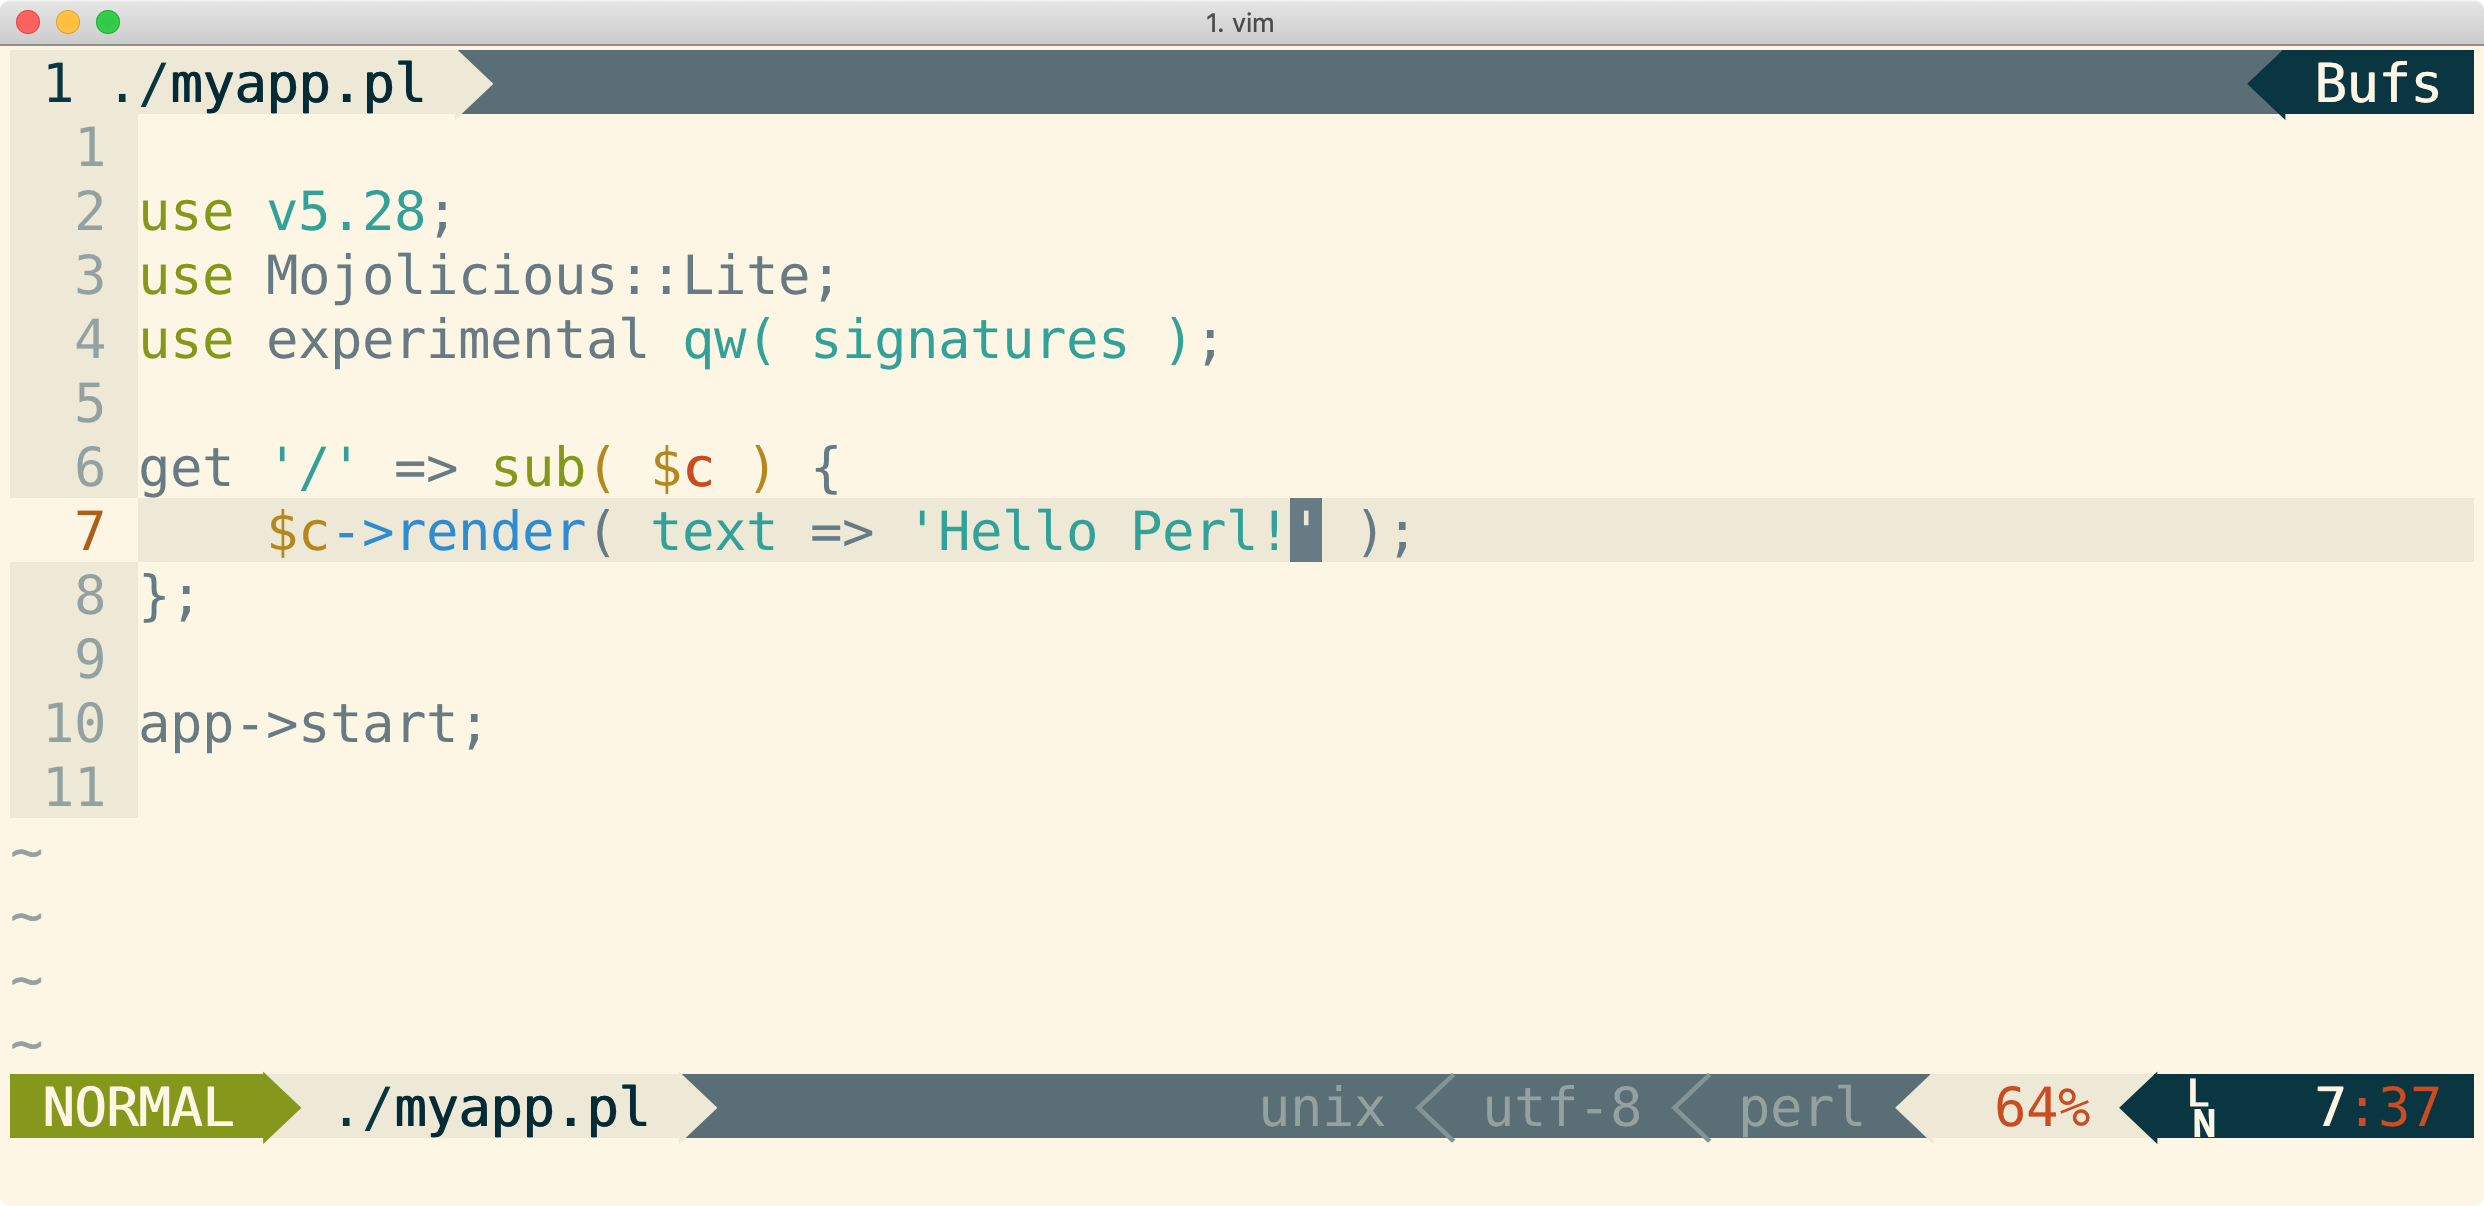 1. vim
1 ./myapp.pl Bufs
1
2 use v5.28;
3 use Mojolicious::Lite;
4 use experimental qw( signatures );
5
6 get '/' => sub( $c ) {
7     $c->render( text => 'Hello Perl!' );
8 };
9
10 app->start;
11
~
~
~
~
NORMAL ./myapp.pl unix utf-8 perl 64% LN 7:37